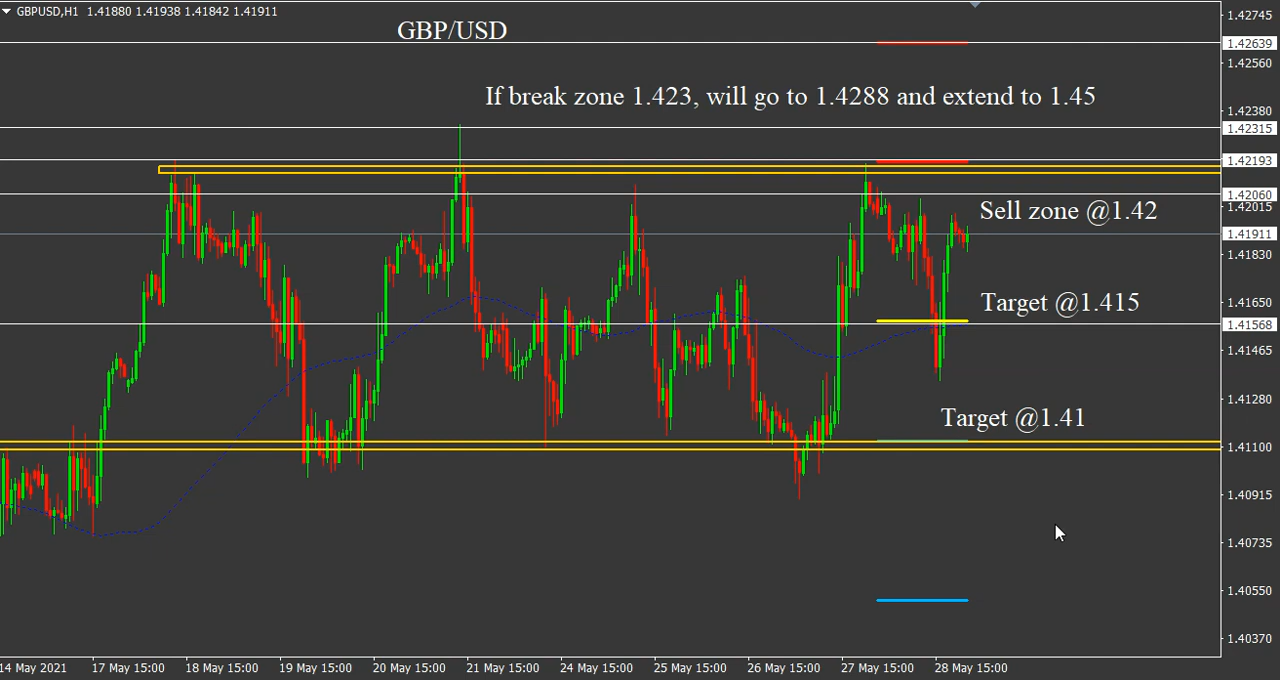 GBPUSD,H1 1.41880 1.41938 1.41842 1.41911
GBP/USD
If break zone 1.423, will go to 1.4288 and extend to 1.45
Sell zone @1.42
Target @1.415
Target @1.41
1.42745
1.42639
1.42560
1.42380
1.42315
1.42193
1.42060
1.42015
1.41911
1.41830
1.41650
1.41568
1.41465
1.41280
1.41100
1.40915
1.40735
1.40550
1.40370
14 May 2021
17 May 15:00
18 May 15:00
19 May 15:00
20 May 15:00
21 May 15:00
24 May 15:00
25 May 15:00
26 May 15:00
27 May 15:00
28 May 15:00